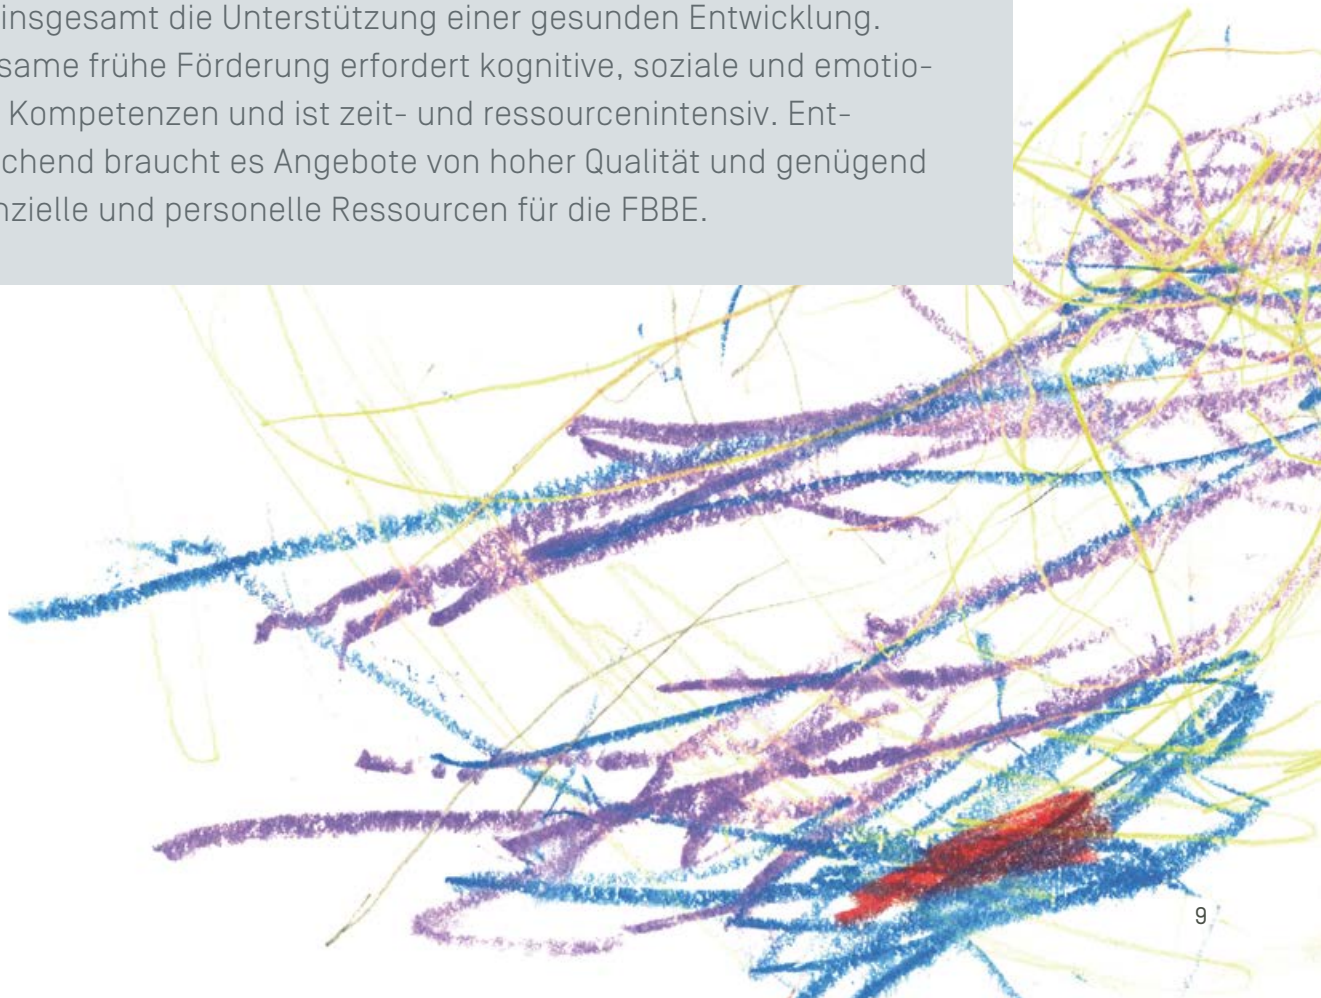 insgesamt die Unterstützung einer gesunden Entwicklung.
same frühe Förderung erfordert kognitive, soziale und emotio-
Kompetenzen und ist zeit- und ressourcenintensiv. Ent-
chend braucht es Angebote von hoher Qualität und genügend
nzielle und personelle Ressourcen für die FBBE.
9